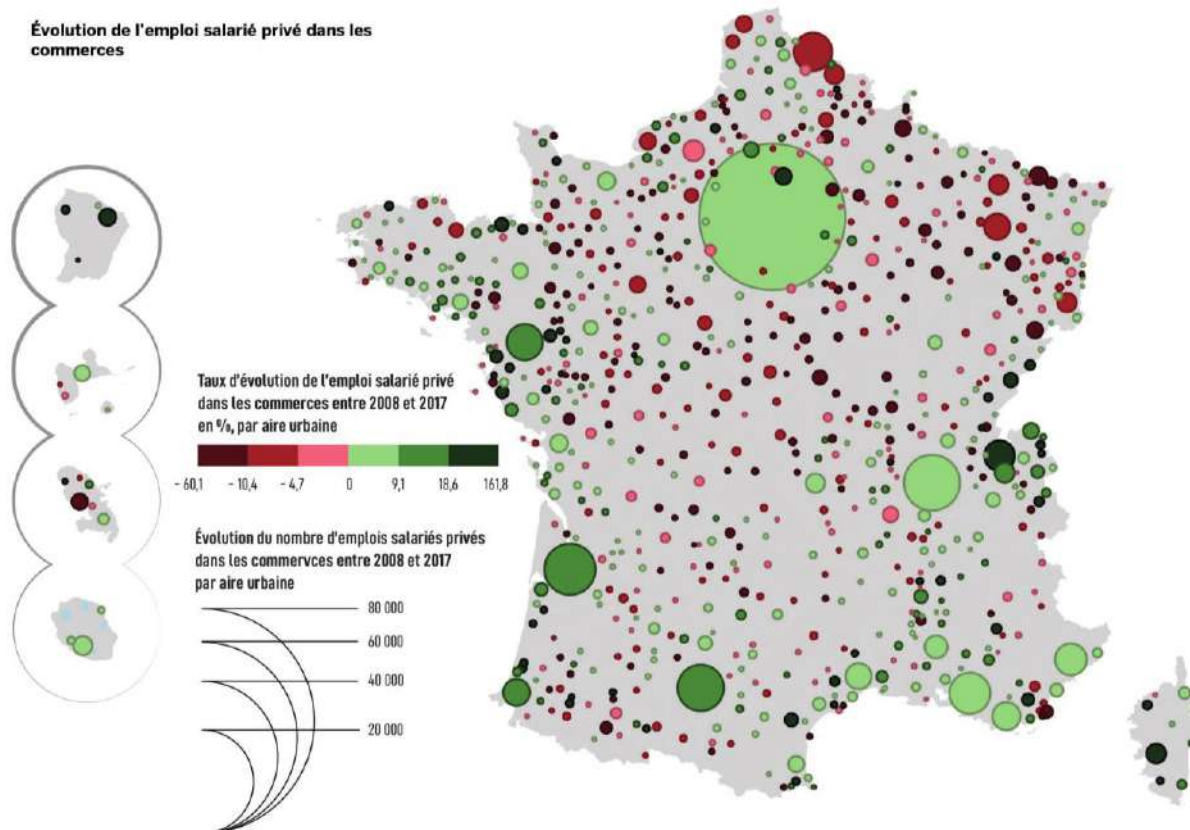 Évolution de l'emploi salarié privé dans les
commerces
Taux d'évolution de l'emploi salarié privé
dans les commerces entre 2008 et 2017
en %, par aire urbaine
- 60,1 - 10,4 - 4,7 0 9,1 18,6 161,8
Évolution du nombre d'emplois salariés privés
dans les commervces entre 2008 et 2017
par aire urbaine
80 000
60 000
40 000
20 000